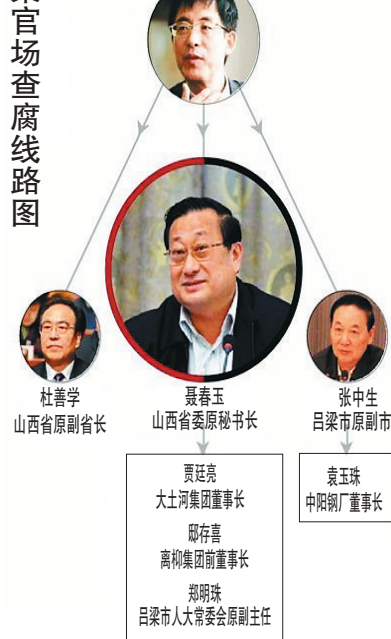 官场查腐线路图
杜善学
山西省原副省长
聂春玉
山西省委原秘书长
张中生
吕梁市原副市
贾廷亮
大土河集团董事长
邸存喜
离柳集团前董事长
郑明珠
吕梁市人大常委会原副主任
袁玉珠
中阳钢厂董事长